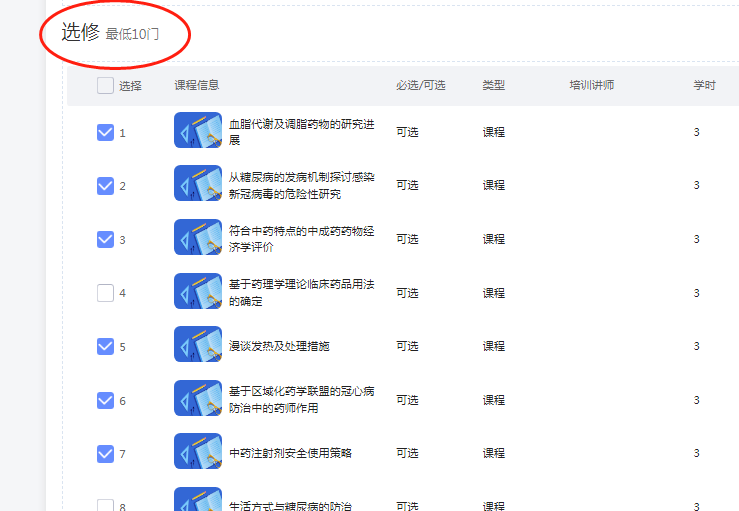 选修 最低10门
选择 课程信息 必选/可选 类型 培训讲师 学时
1 血脂代谢及调脂药物的研究进 可选 课程 3
展
2 从糖尿病的发病机制探讨感染 可选 课程 3
新冠病毒的危险性研究
3 符合中药特点的中成药药物经 可选 课程 3
济学评价
4 基于药理学理论临床药品用法 可选 课程 3
的确定
5 漫谈发热及处理措施 可选 课程 3
6 基于区域化药学联盟的冠心病 可选 课程 3
防治中的药师作用
7 中药注射剂安全使用策略 可选 课程 3
8 生活方式与糖尿病的防治 可选 课程 3